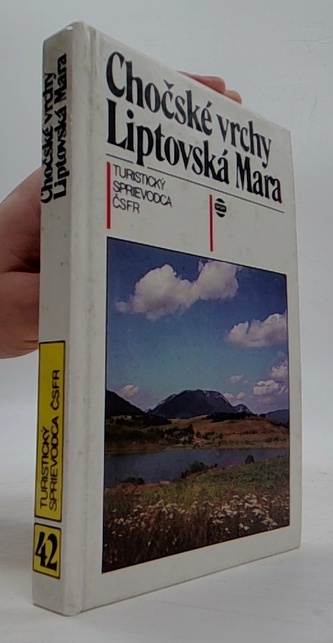 Chočské vrchy
Liptovská Mara
TURISTICKÝ
SPRIEVODCA
ČSFR
Chočské vrchy
Liptovská Mara
TURISTICKÝ
SPRIEVODCA ČSFR
42